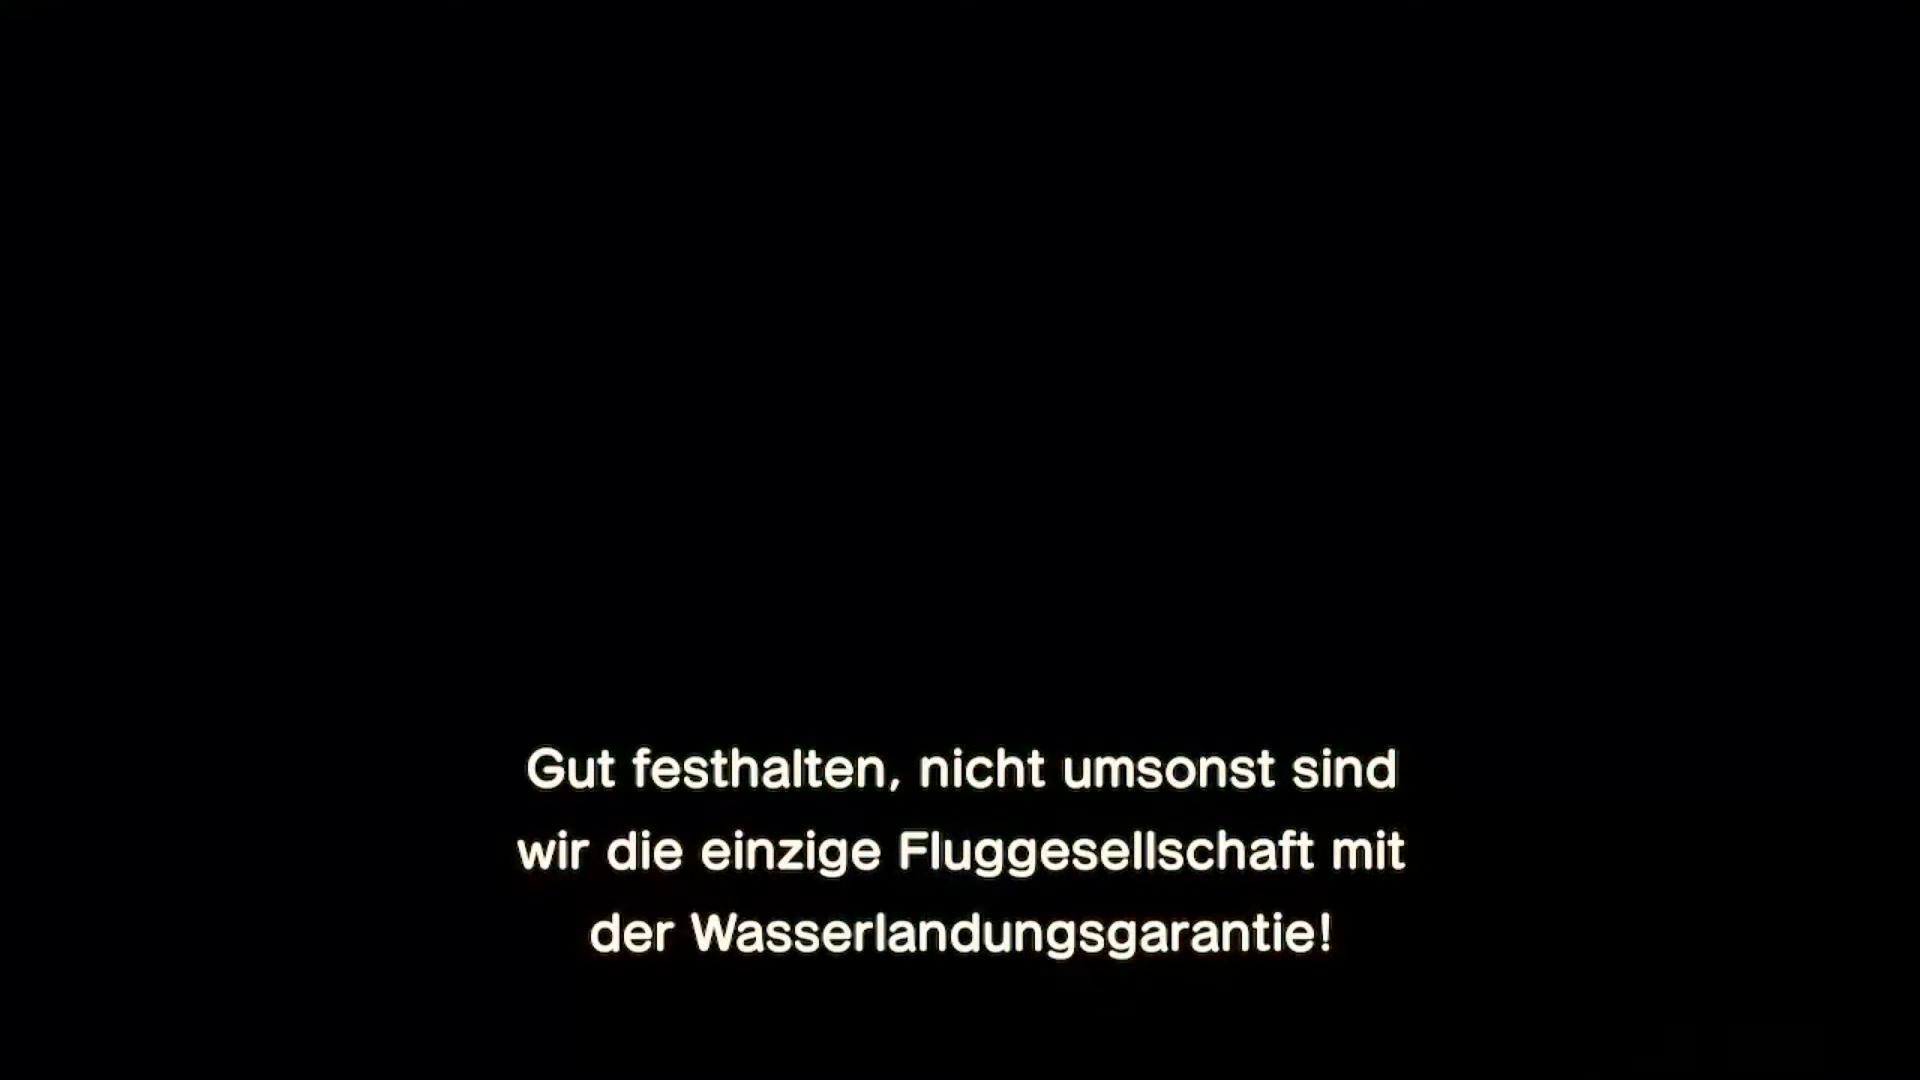 Gut festhalten, nicht umsonst sind
wir die einzige Fluggesellschaft mit
der Wasserlandungsgarantie!